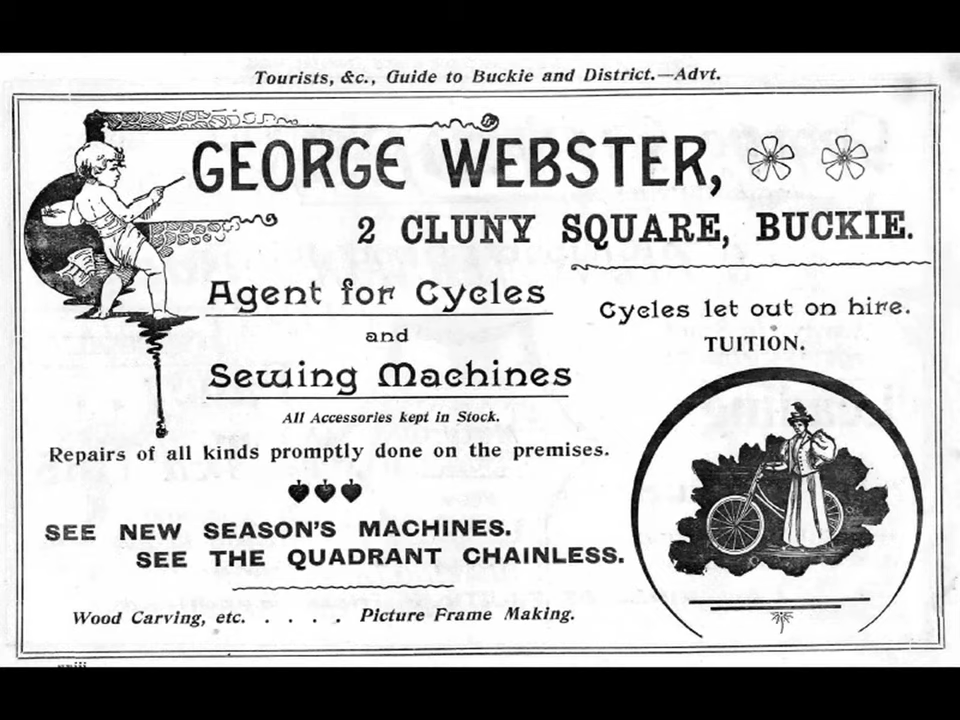 Tourists, &c., Guide to Buckie and District.—Advt.
GEORGE WEBSTER,
2 CLUNY SQUARE, BUCKIE.
Agent for Cycles
and
Sewing Machines
All Accessories kept in Stock.
Cycles let out on hire.
TUITION.
Repairs of all kinds promptly done on the premises.
SEE NEW SEASON'S MACHINES.
SEE THE QUADRANT CHAINLESS.
Wood Carving, etc. . . . . . Picture Frame Making.